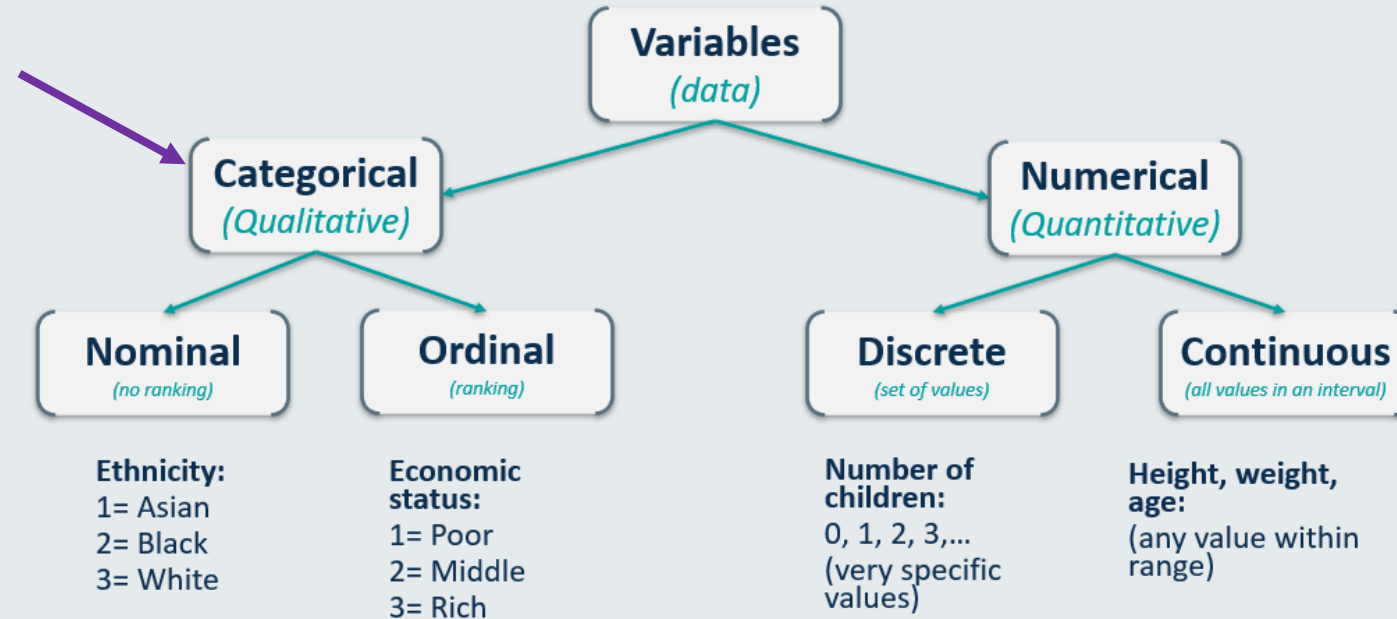 Variables
(data)
Categorical
(Qualitative)
Numerical
(Quantitative)
Nominal
(no ranking)
Ordinal
(ranking)
Discrete
(set of values)
Continuous
(all values in an interval)
Ethnicity:
1= Asian
2= Black
3= White
Economic
status:
1= Poor
2= Middle
3= Rich
Number of
children:
0, 1, 2, 3,...
(very specific
values)
Height, weight,
age:
(any value within
range)